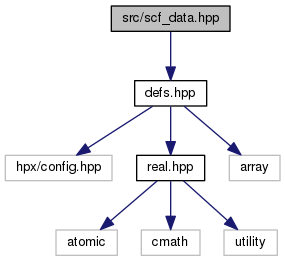 src/scf_data.hpp
defs.hpp
hpx/config.hpp
real.hpp
array
atomic
cmath
utility